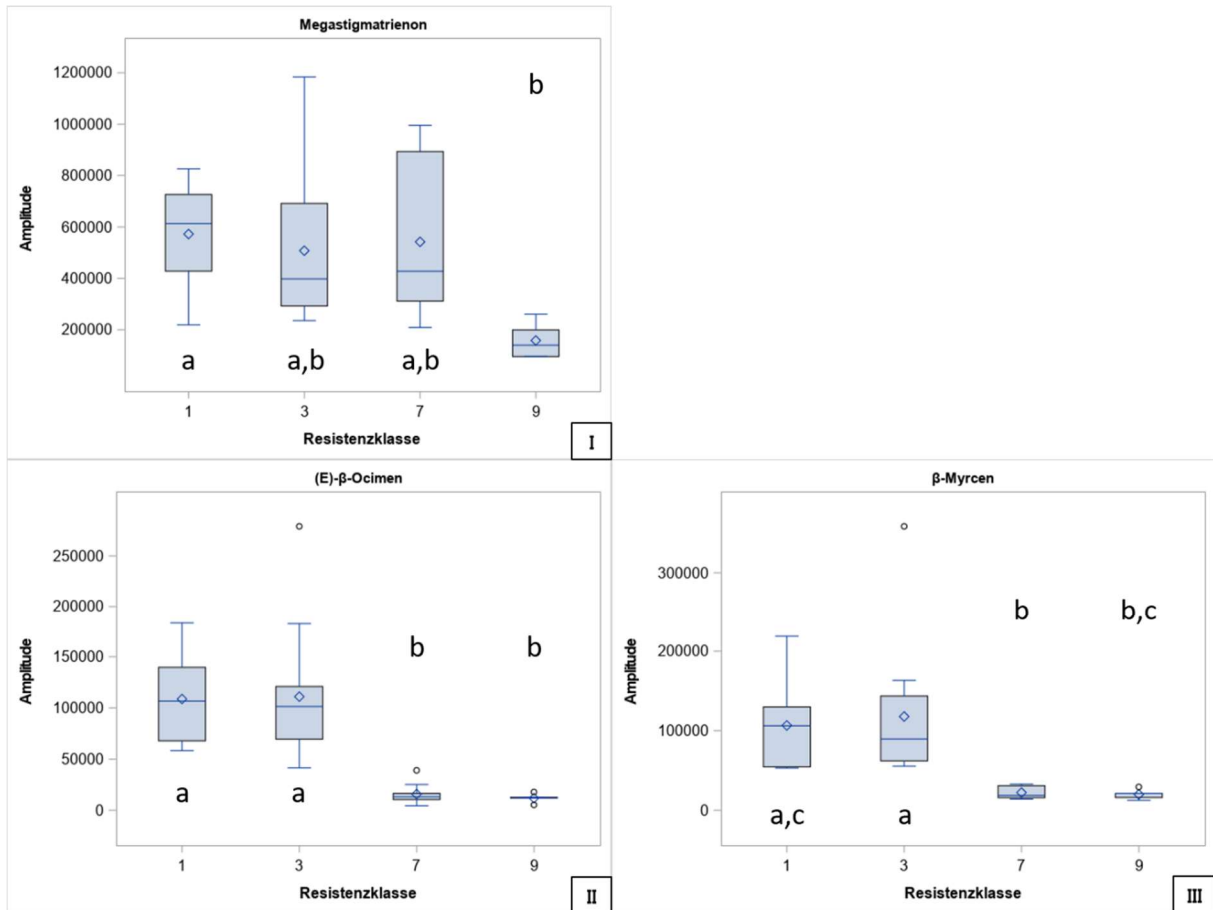 Megastigmatrienon
Amplitude
1200000
1000000
800000
600000
400000
200000
b
a
a,b
a,b
1 3 7 9
Resistenzklasse
I
(E)-β-Ocimen
Amplitude
250000
200000
150000
100000
50000
0
b b
a a
1 3 7 9
Resistenzklasse
II
β-Myrcen
Amplitude
300000
200000
100000
0
b b,c
a,c a
1 3 7 9
Resistenzklasse
III